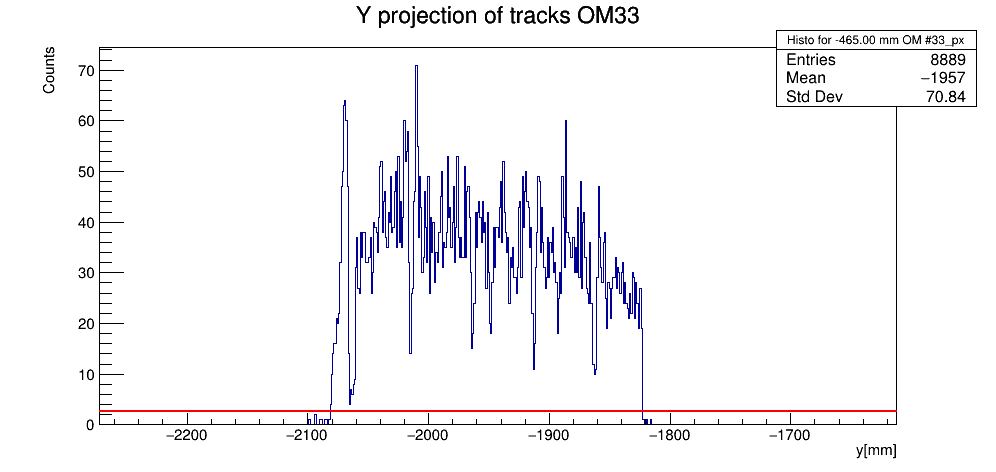 Y projection of tracks OM33
Histo for -465.00 mm OM #33_px
Entries 8889
Mean −1957
Std Dev 70.84
Counts
70
60
50
40
30
20
10
0
−2200 −2100 −2000 −1900 −1800 −1700
y[mm]